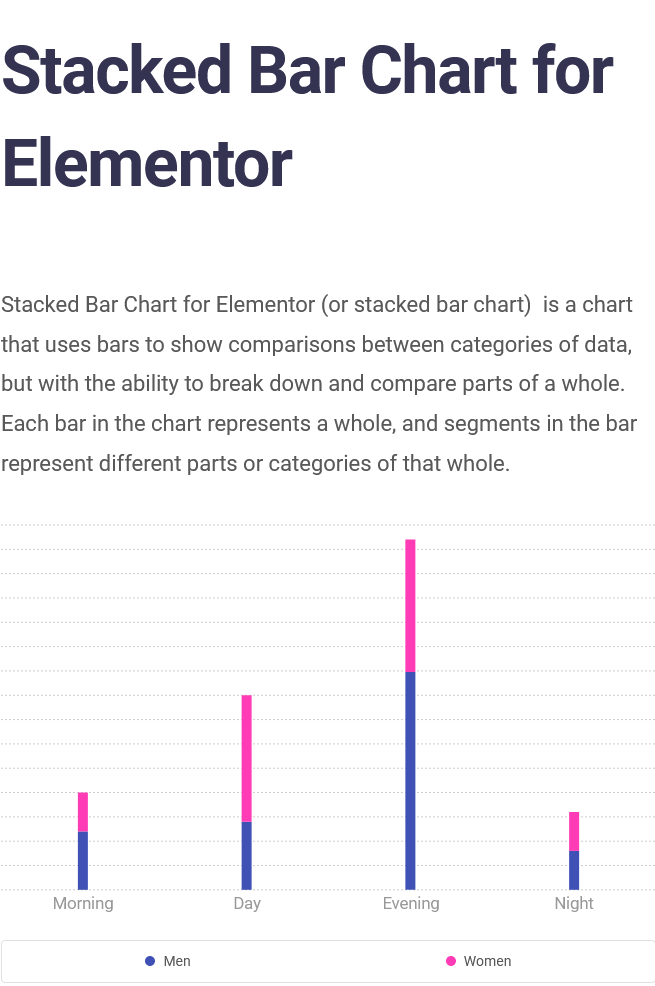 Stacked Bar Chart for
Elementor
Stacked Bar Chart for Elementor (or stacked bar chart)  is a chart
that uses bars to show comparisons between categories of data,
but with the ability to break down and compare parts of a whole.
Each bar in the chart represents a whole, and segments in the bar
represent different parts or categories of that whole.
Morning Day Evening Night
Men Women